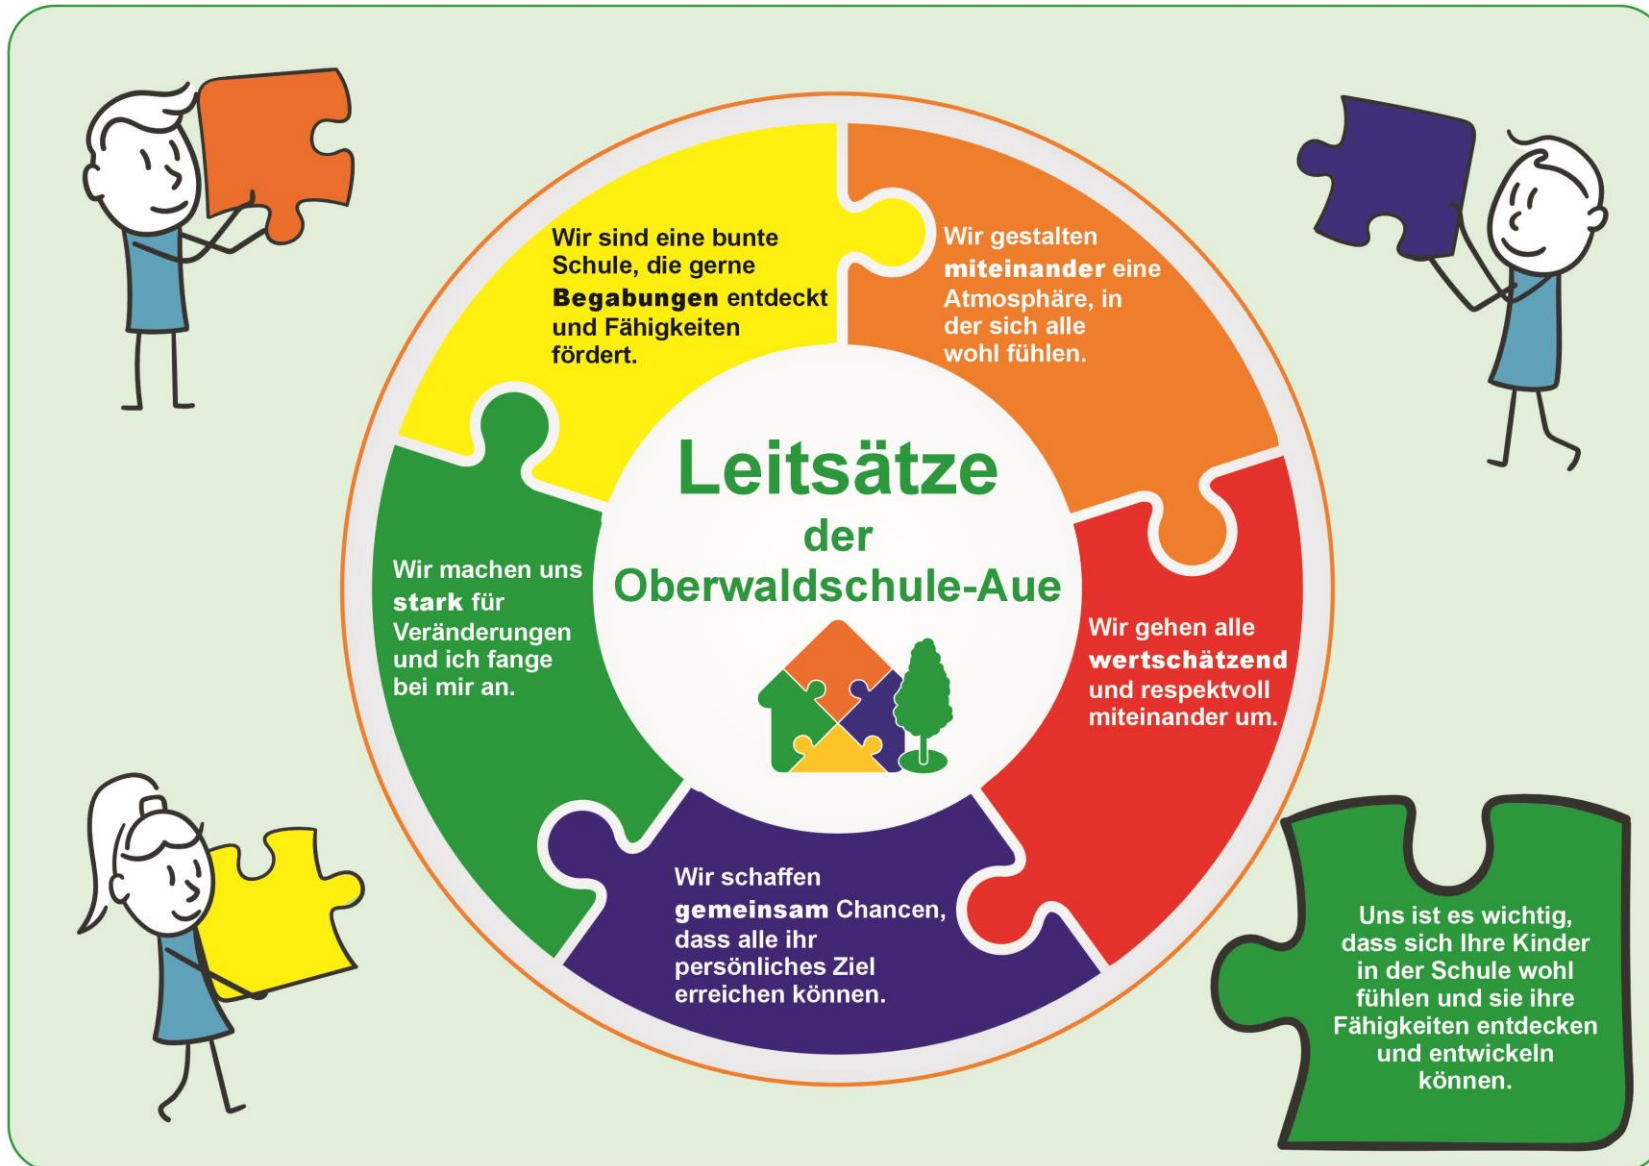 Leitsätze
der
Oberwaldschule-Aue
Wir sind eine bunte
Schule, die gerne
Begabungen entdeckt
und Fähigkeiten
fördert.
Wir gestalten
miteinander eine
Atmosphäre, in
der sich alle
wohl fühlen.
Wir gehen alle
wertschätzend
und respektvoll
miteinander um.
Wir schaffen
gemeinsam Chancen,
dass alle ihr
persönliches Ziel
erreichen können.
Wir machen uns
stark für
Veränderungen
und ich fange
bei mir an.
Uns ist es wichtig,
dass sich Ihre Kinder
in der Schule wohl
fühlen und sie ihre
Fähigkeiten entdecken
und entwickeln
können.